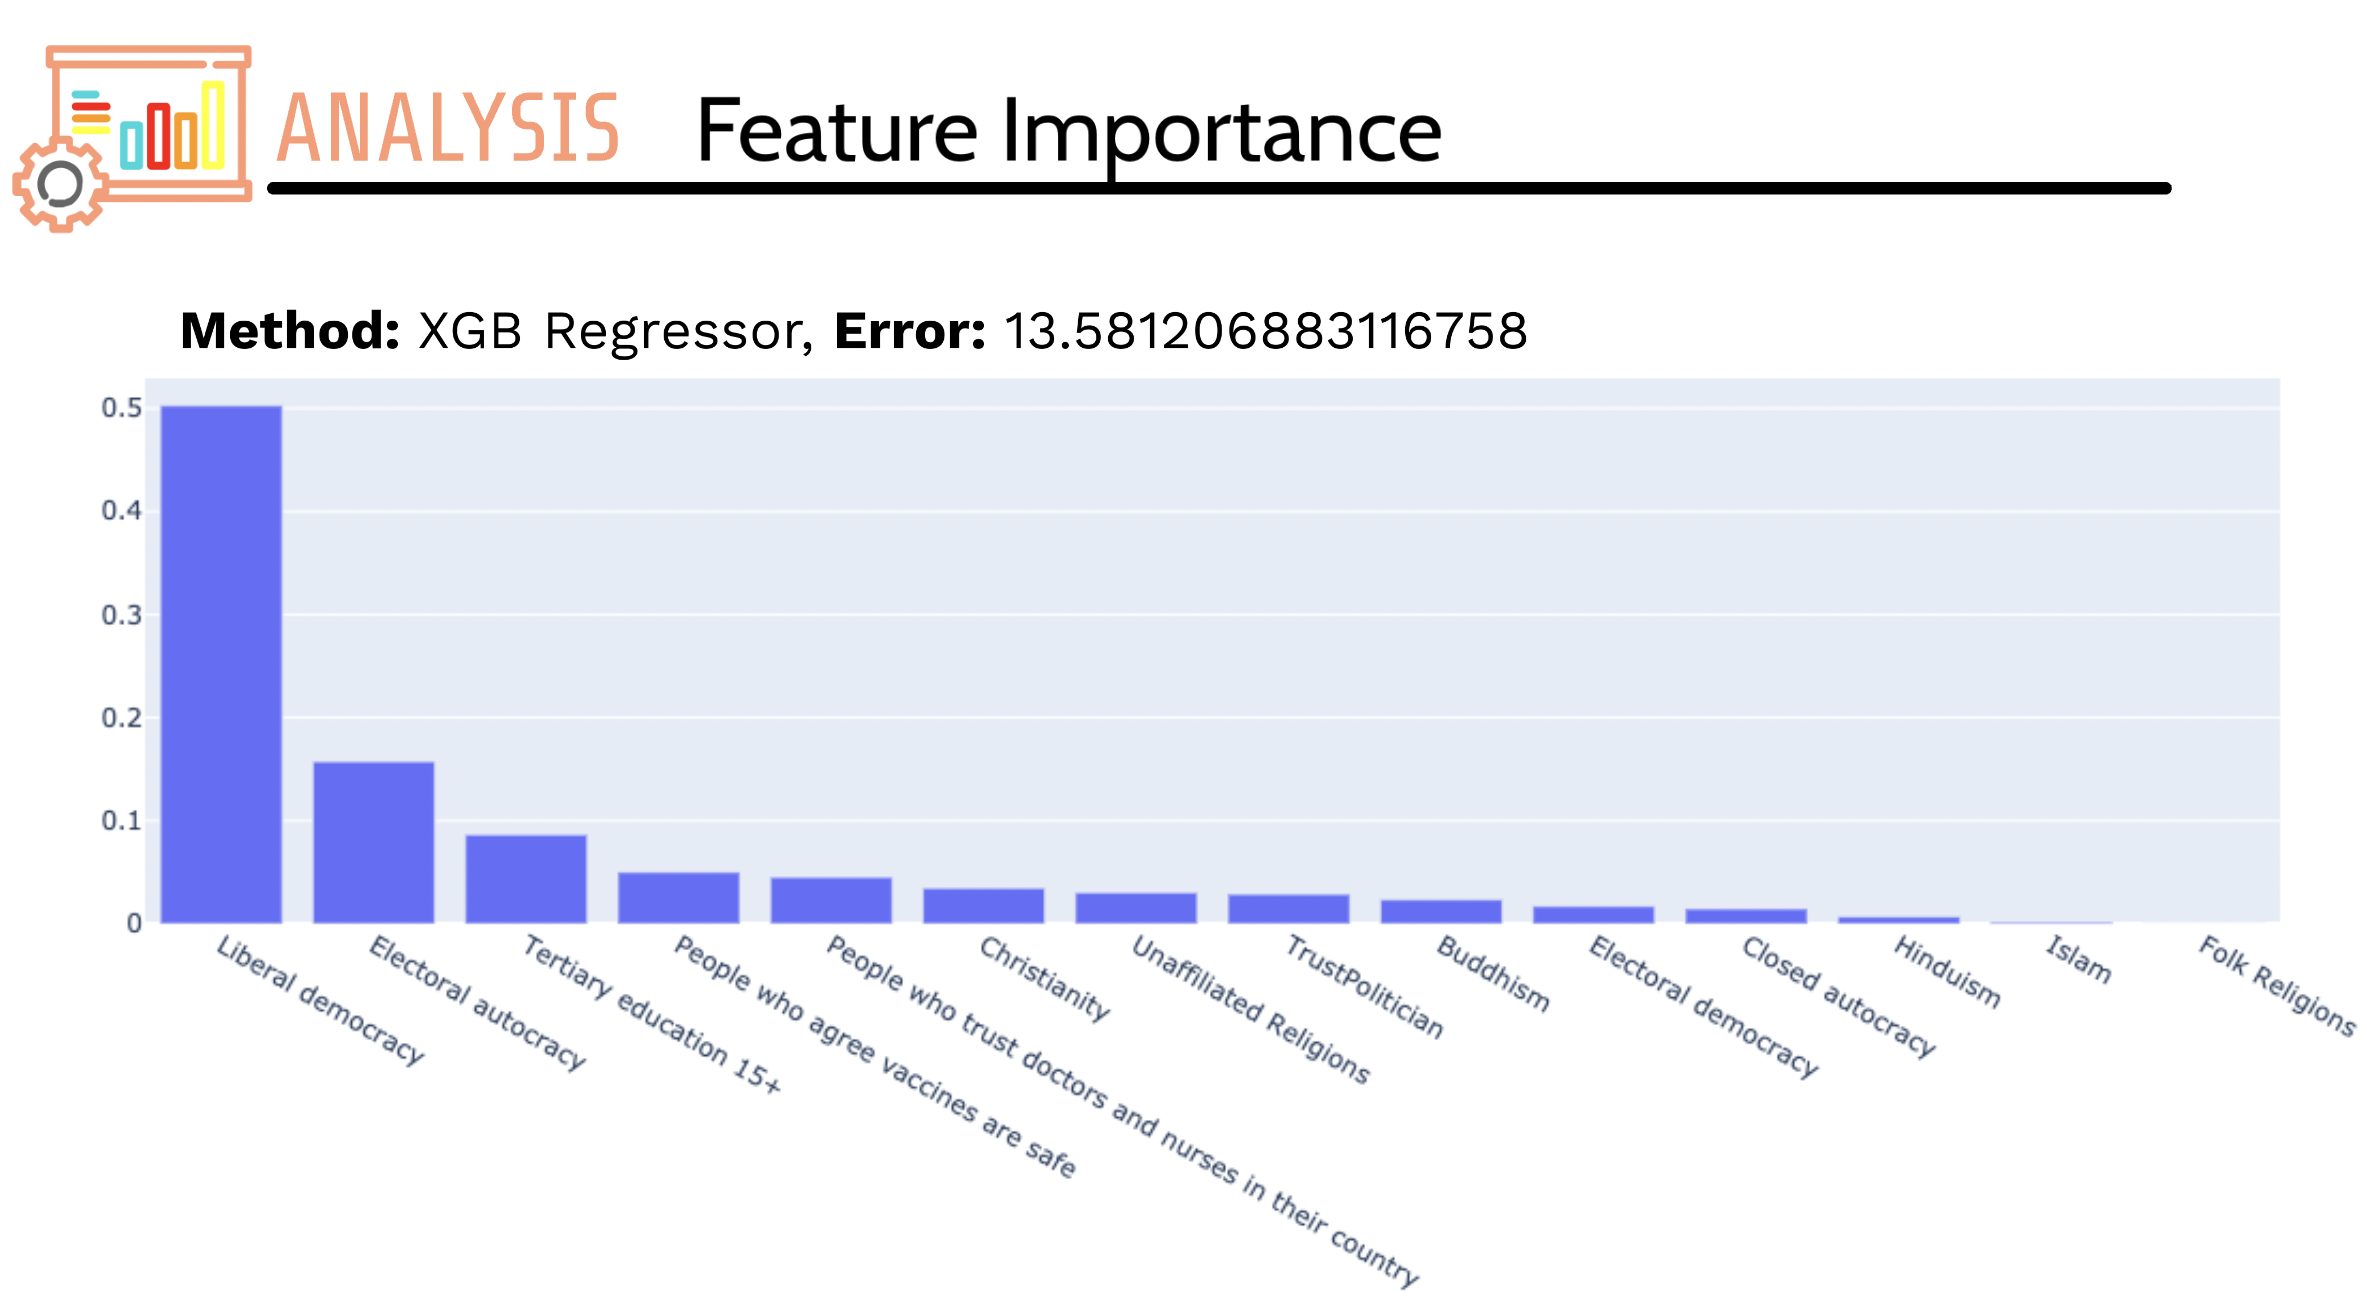 ANALYSIS Feature Importance
Method: XGB Regressor, Error: 13.581206883116758
0.5
0.4
0.3
0.2
0.1
0
Liberal democracy
Electoral autocracy
Tertiary education 15+
People who agree vaccines are safe
People who trust doctors and nurses in their country
Christianity
Unaffiliated Religions
TrustPolitician
Buddhism
Electoral democracy
Closed autocracy
Hinduism
Islam
Folk Religions